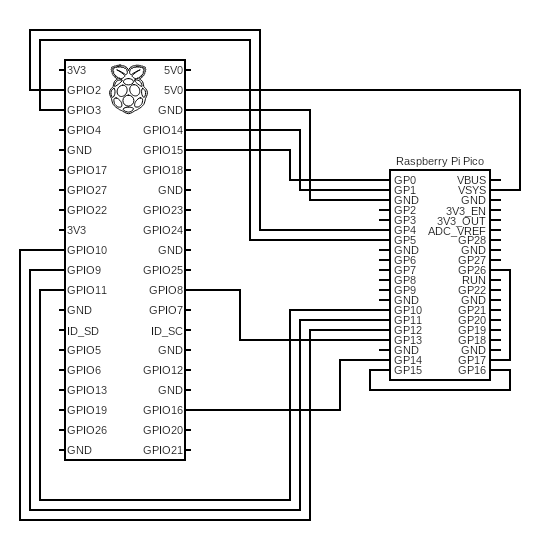 3V3 5V0
GPIO2 5V0
GPIO3 GND
GPIO4 GPIO14
GND GPIO15
GPIO17 GPIO18
GPIO27 GND
GPIO22 GPIO23
3V3 GPIO24
GPIO10 GND
GPIO9 GPIO25
GPIO11 GPIO8
GND GPIO7
ID_SD ID_SC
GPIO5 GND
GPIO6 GPIO12
GPIO13 GND
GPIO19 GPIO16
GPIO26 GPIO20
GND GPIO21
Raspberry Pi Pico
GP0 VBUS
GP1 VSYS
GND GND
GP2 3V3_EN
GP3 3V3_OUT
GP4 ADC_VREF
GP5 GP28
GND GND
GP6 GP27
GP7 GP26
GP8 RUN
GP9 GP22
GND GND
GP10 GP21
GP11 GP20
GP12 GP19
GP13 GP18
GND GND
GP14 GP17
GP15 GP16